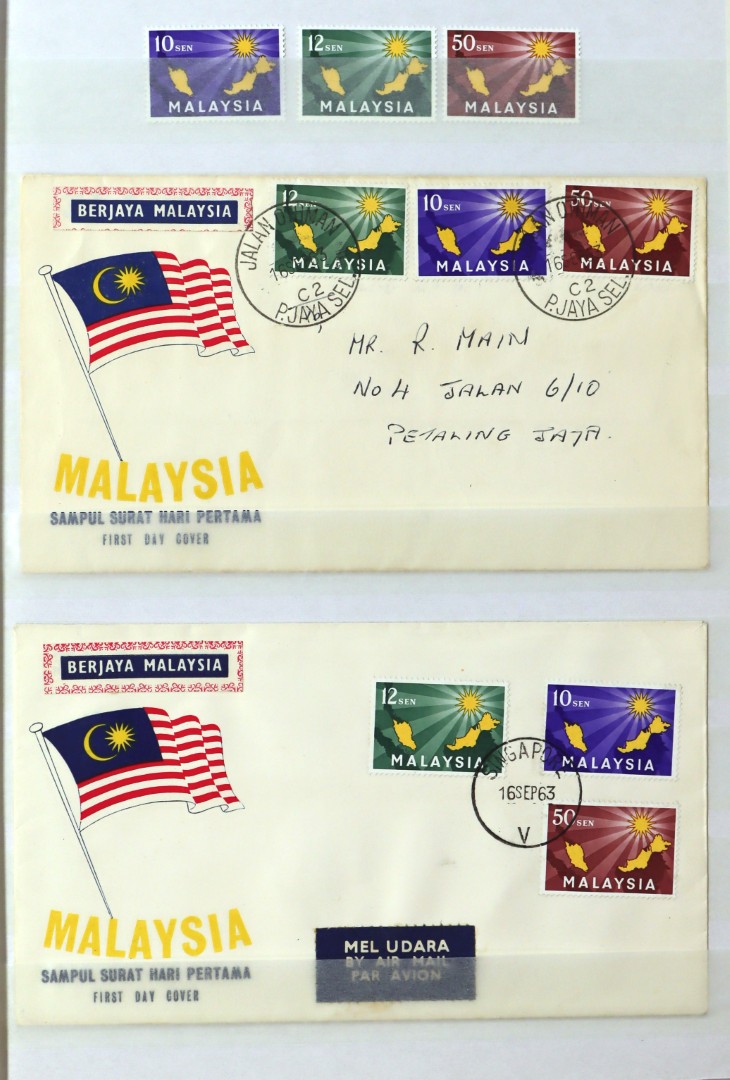 10 SEN
MALAYSIA
12 SEN
MALAYSIA
50 SEN
MALAYSIA
BERJAYA MALAYSIA
12 SEN
MALAYSIA
10 SEN
MALAYSIA
50 SEN
MALAYSIA
16
C2
P.JAYA SEL.
16
C2
P.JAYA SEL.
MR. R. MAIN
NO 4 JALAN 6/10
PETALING JAYA.
MALAYSIA
SAMPUL SURAT HARI PERTAMA
FIRST DAY COVER
BERJAYA MALAYSIA
12 SEN
MALAYSIA
10 SEN
MALAYSIA
SINGAPORE
16SEP63
V
50 SEN
MALAYSIA
MALAYSIA
SAMPUL SURAT HARI PERTAMA
FIRST DAY COVER
MEL UDARA
BY AIR MAIL
PAR AVION